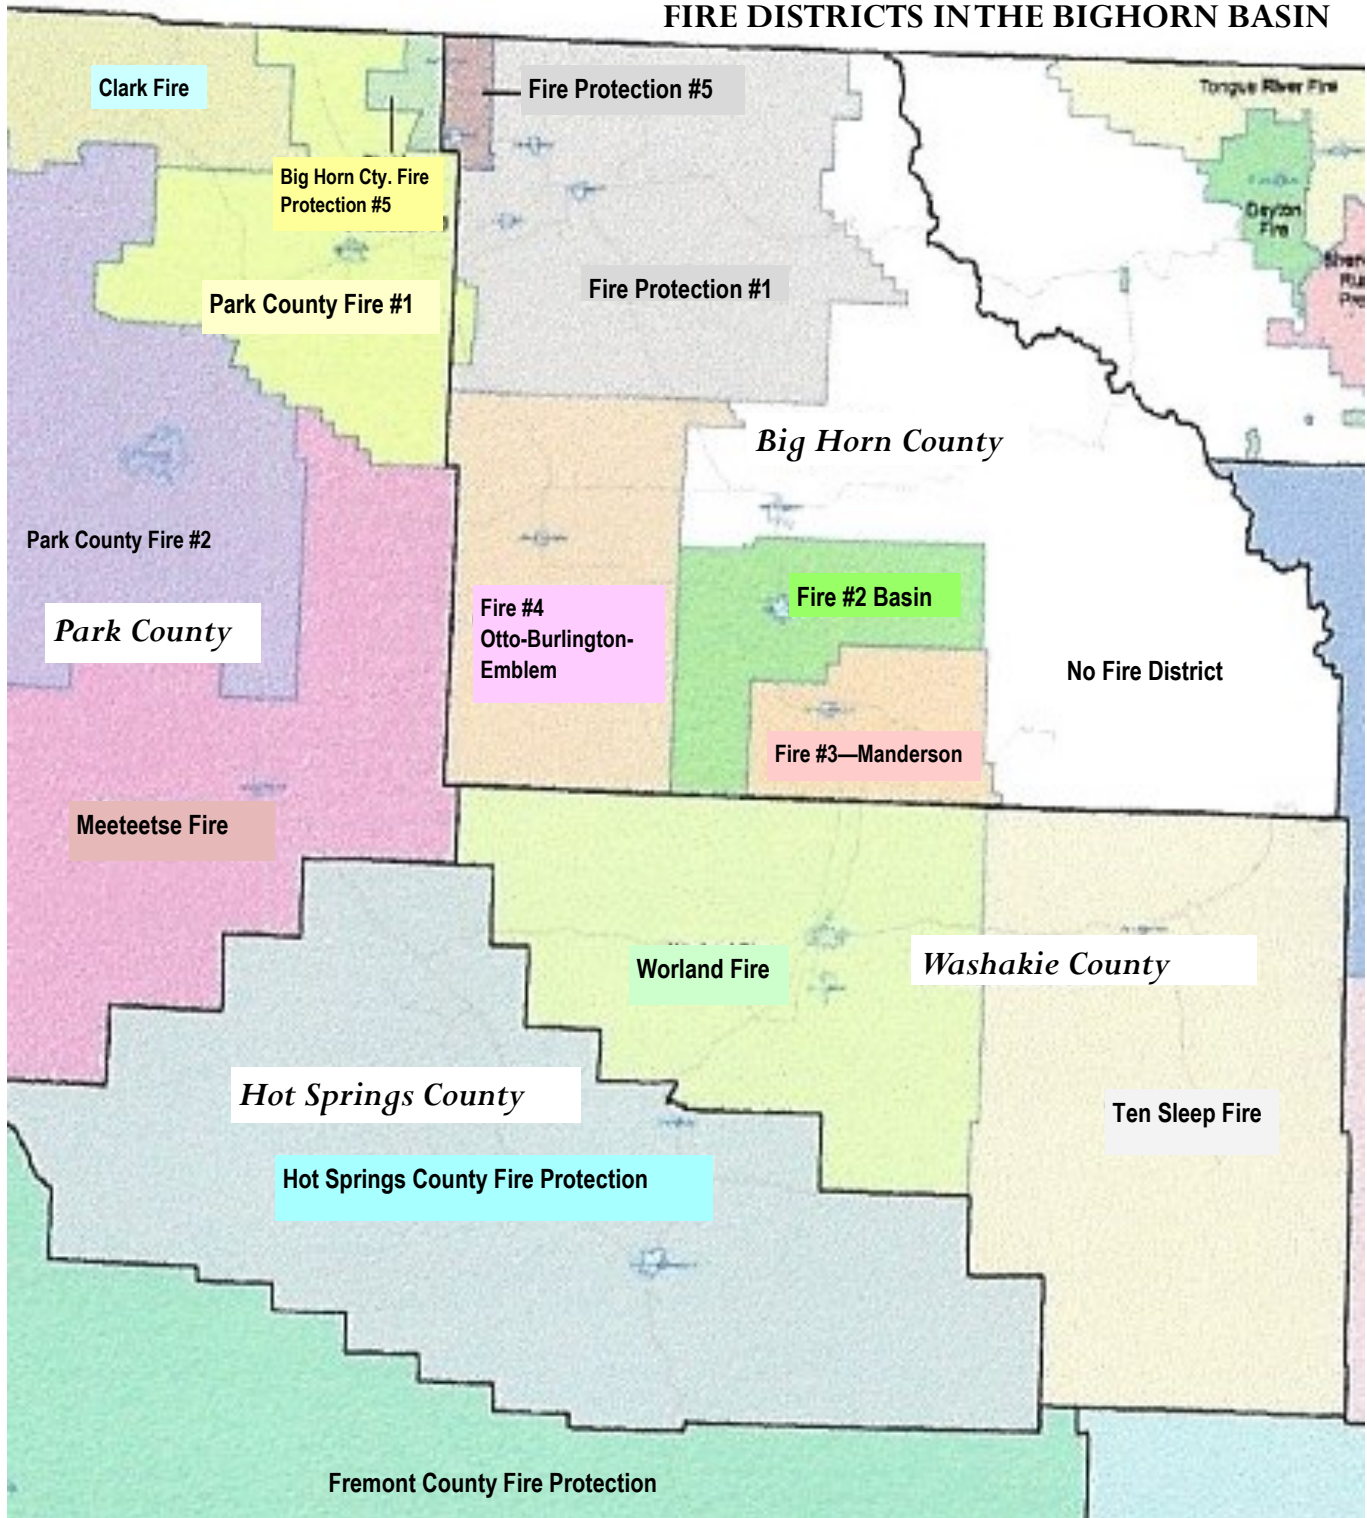 FIRE DISTRICTS IN THE BIGHORN BASIN
Clark Fire
Fire Protection #5
Tongue River Fire
Big Horn Cty. Fire
Protection #5
Dayton
Fire
Park County Fire #1
Fire Protection #1
Big Horn County
Park County Fire #2
Park County
Fire #4
Otto-Burlington-
Emblem
Fire #2 Basin
No Fire District
Fire #3—Manderson
Meeteetse Fire
Worland Fire
Washakie County
Hot Springs County
Ten Sleep Fire
Hot Springs County Fire Protection
Fremont County Fire Protection